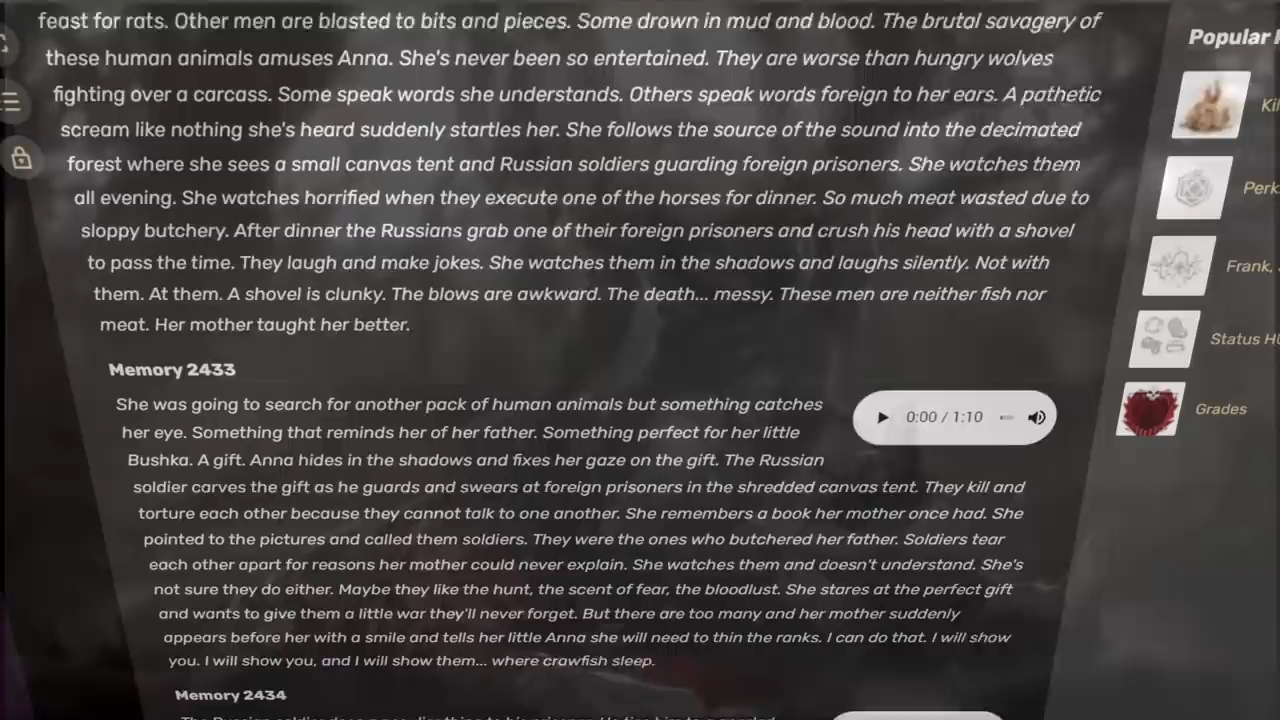 feast for rats. Other men are blasted to bits and pieces. Some drown in mud and blood. The brutal savagery of
these human animals amuses Anna. She's never been so entertained. They are worse than hungry wolves
fighting over a carcass. Some speak words she understands. Others speak words foreign to her ears. A pathetic
scream like nothing she's heard suddenly startles her. She follows the source of the sound into the decimated
forest where she sees a small canvas tent and Russian soldiers guarding foreign prisoners. She watches them
all evening. She watches horrified when they execute one of the horses for dinner. So much meat wasted due to
sloppy butchery. After dinner the Russians grab one of their foreign prisoners and crush his head with a shovel
to pass the time. They laugh and make jokes. She watches them in the shadows and laughs silently. Not with
them. At them. A shovel is clunky. The blows are awkward. The death... messy. These men are neither fish nor
meat. Her mother taught her better.
Memory 2433
She was going to search for another pack of human animals but something catches
her eye. Something that reminds her of her father. Something perfect for her little
Bushka. A gift. Anna hides in the shadows and fixes her gaze on the gift. The Russian
soldier carves the gift as he guards and swears at foreign prisoners in the shredded canvas tent. They kill and
torture each other because they cannot talk to one another. She remembers a book her mother once had. She
pointed to the pictures and called them soldiers. They were the ones who butchered her father. Soldiers tear
each other apart for reasons her mother could never explain. She watches them and doesn't understand. She's
not sure they do either. Maybe they like the hunt, the scent of fear, the bloodlust. She stares at the perfect gift
and wants to give them a little war they'll never forget. But there are too many and her mother suddenly
appears before her with a smile and tells her little Anna she will need to thin the ranks. I can do that. I will show
you. I will show you, and I will show them... where crawfish sleep.
0:00 / 1:10
Memory 2434
Popular
Perk
Frank,
Status
Grades